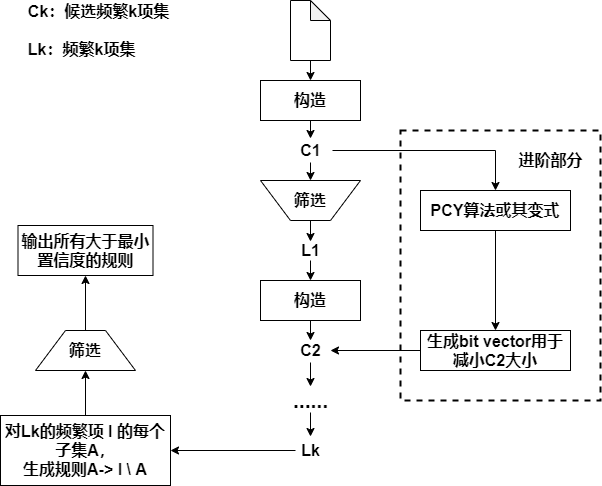 Ck：候选频繁k项集
Lk：频繁k项集
构造
C1
进阶部分
筛选
PCY算法或其变式
L1
输出所有大于最小
置信度的规则
构造
筛选
C2
生成bit vector用于
减小C2大小
......
对Lk的频繁项 I 的每个
子集A，
生成规则A-> I \ A
Lk